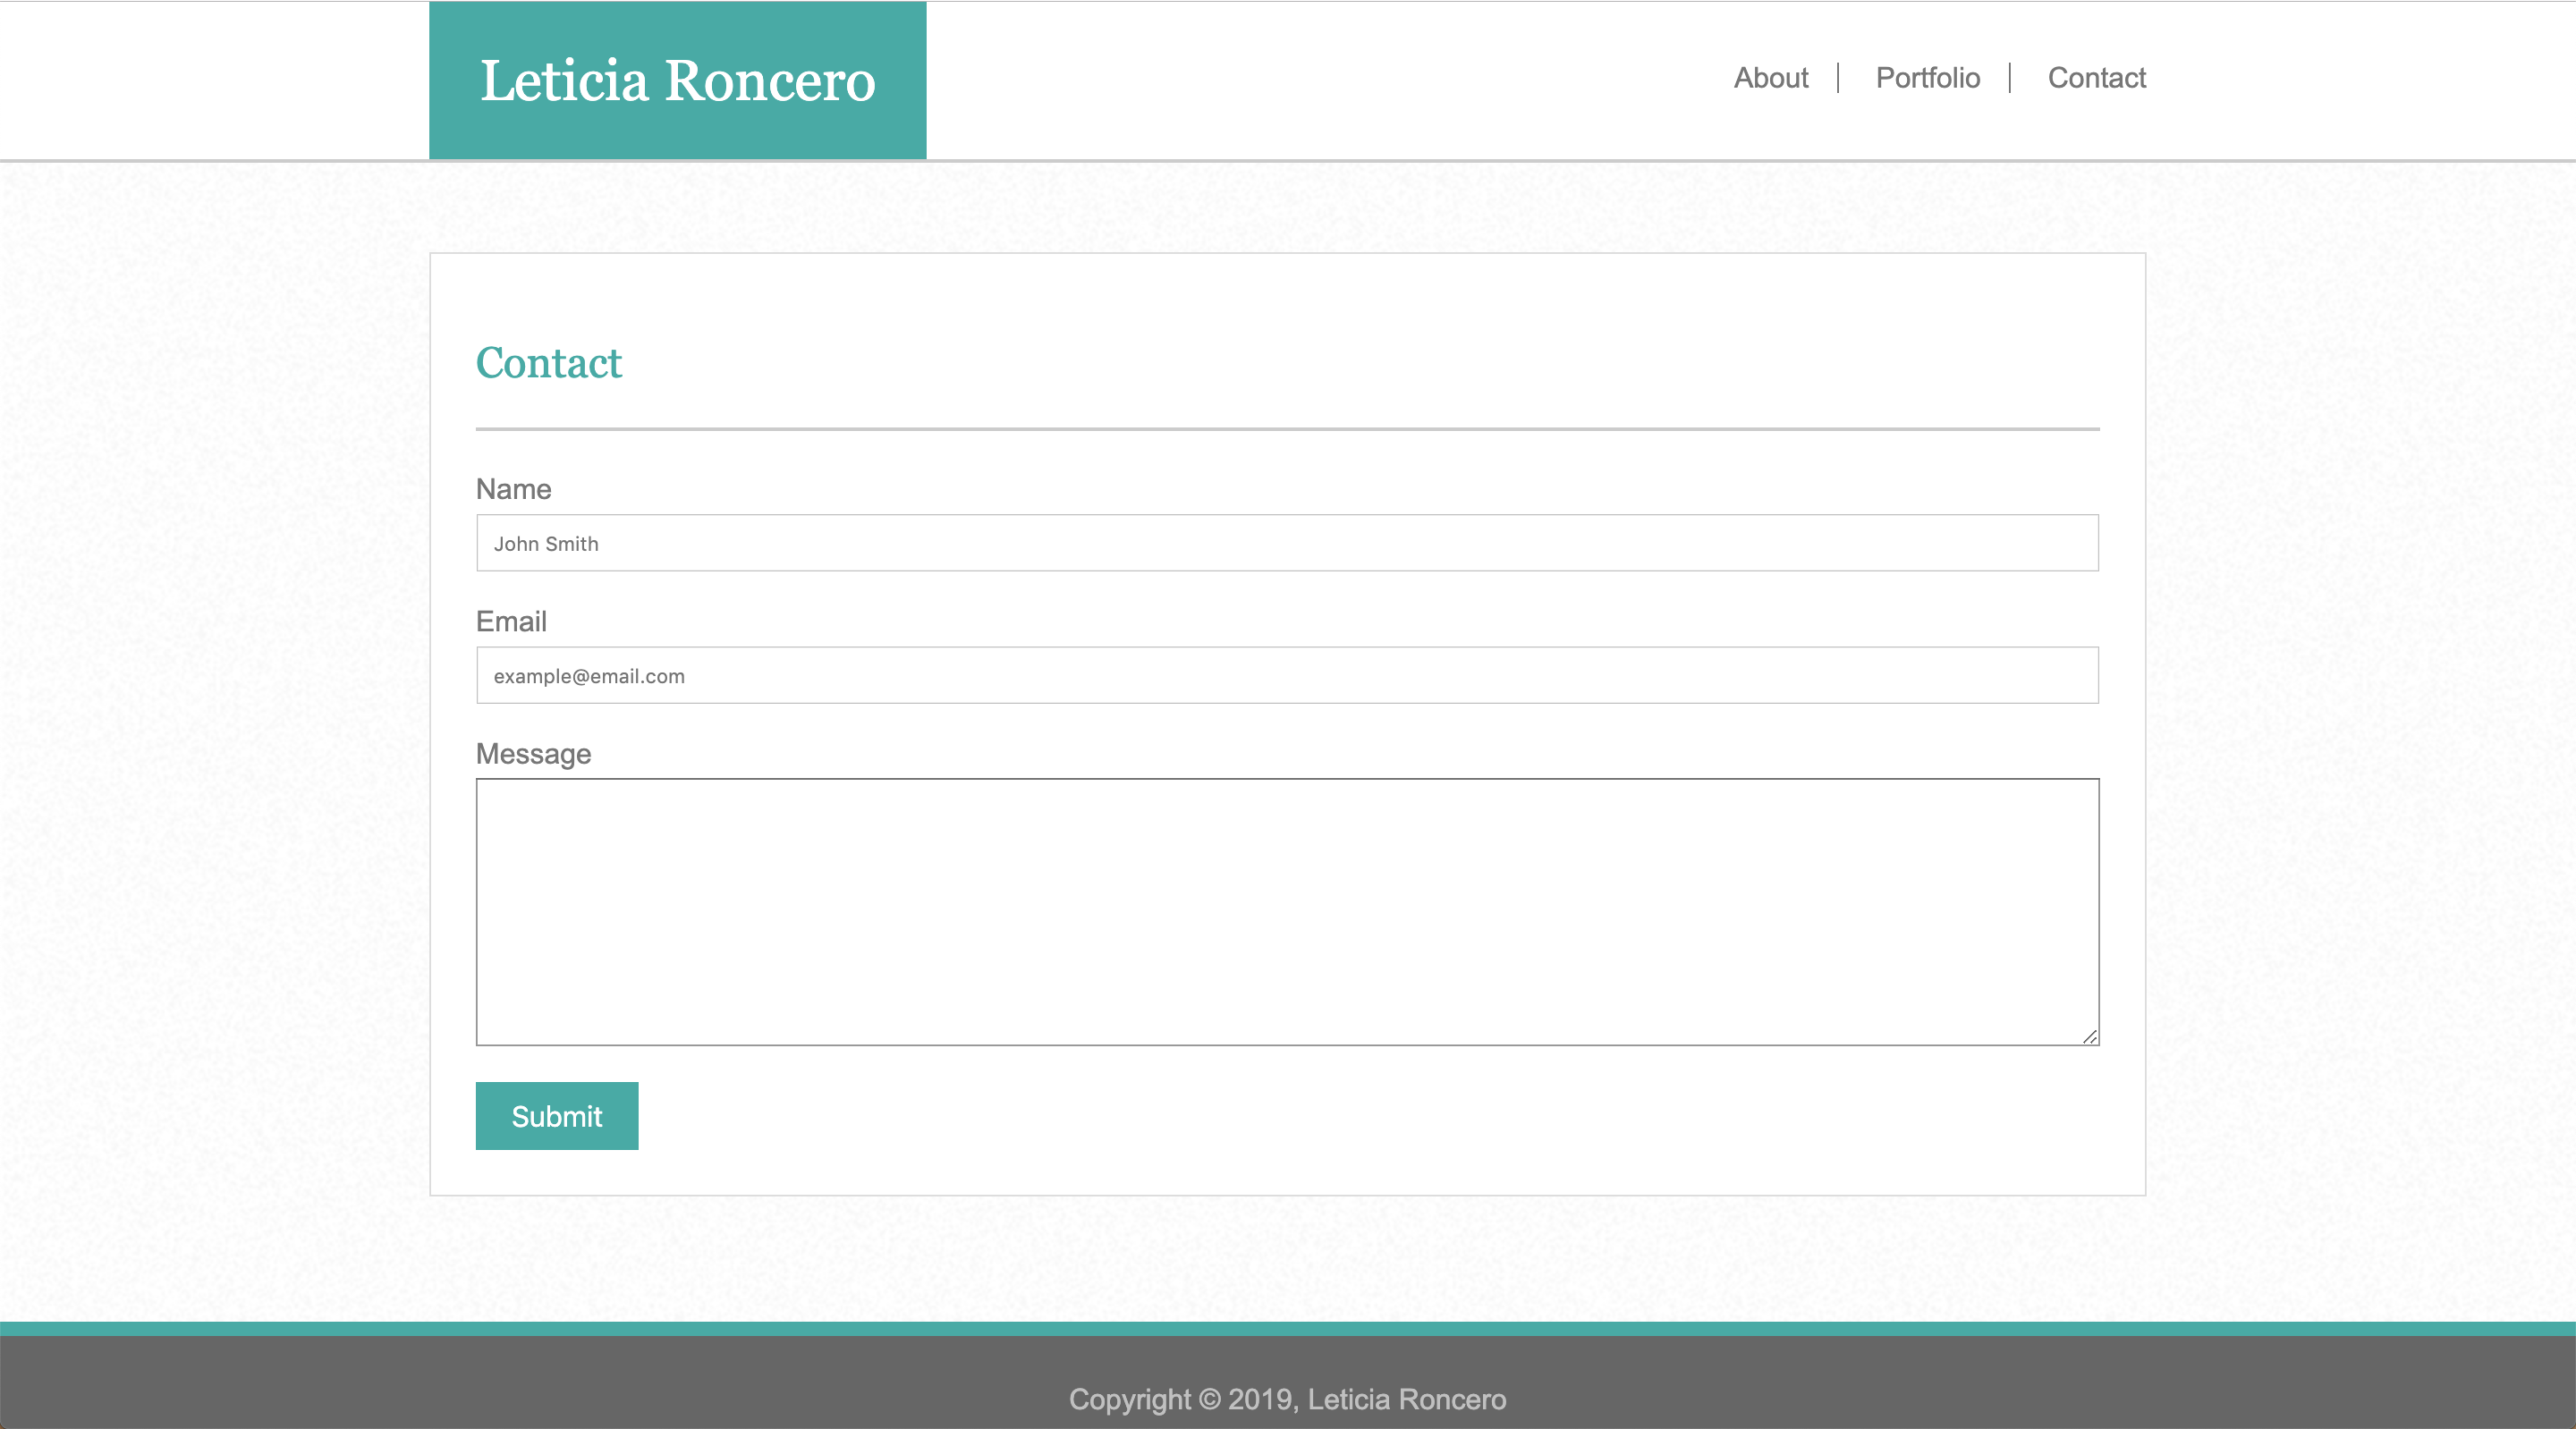 Leticia Roncero
About
Portfolio
Contact
Contact
Name
John Smith
Email
example@email.com
Message
Submit
Copyright © 2019, Leticia Roncero